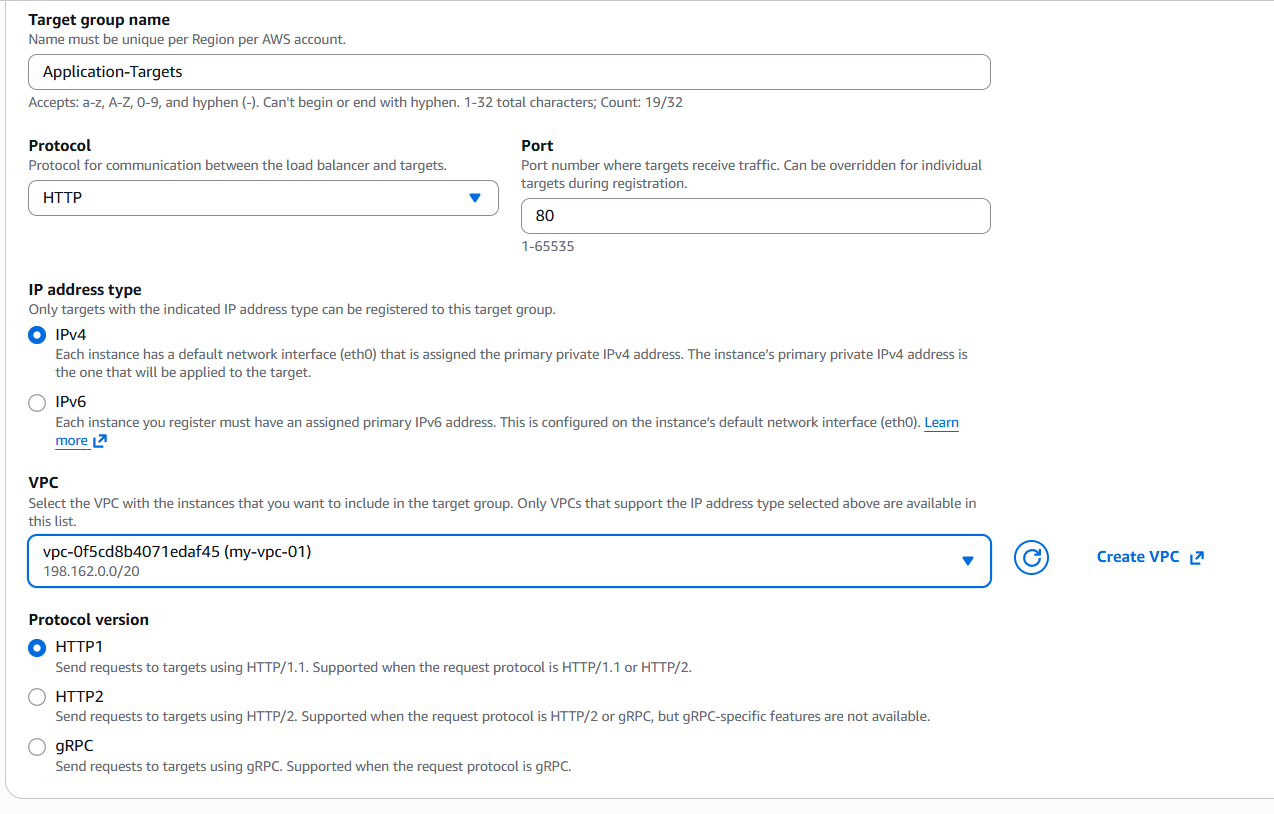 Target group name
Name must be unique per Region per AWS account.
Application-Targets
Accepts: a-z, A-Z, 0-9, and hyphen (-). Can't begin or end with hyphen. 1-32 total characters; Count: 19/32
Protocol
Protocol for communication between the load balancer and targets.
HTTP
Port
Port number where targets receive traffic. Can be overridden for individual
targets during registration.
80
1-65535
IP address type
Only targets with the indicated IP address type can be registered to this target group.
IPv4
Each instance has a default network interface (eth0) that is assigned the primary private IPv4 address. The instance's primary private IPv4 address is
the one that will be applied to the target.
IPv6
Each instance you register must have an assigned primary IPv6 address. This is configured on the instance's default network interface (eth0). Learn
more
VPC
Select the VPC with the instances that you want to include in the target group. Only VPCs that support the IP address type selected above are available in
this list.
vpc-0f5cd8b4071edaf45 (my-vpc-01)
198.162.0.0/20
Create VPC
Protocol version
HTTP1
Send requests to targets using HTTP/1.1. Supported when the request protocol is HTTP/1.1 or HTTP/2.
HTTP2
Send requests to targets using HTTP/2. Supported when the request protocol is HTTP/2 or gRPC, but gRPC-specific features are not available.
gRPC
Send requests to targets using gRPC. Supported when the request protocol is gRPC.